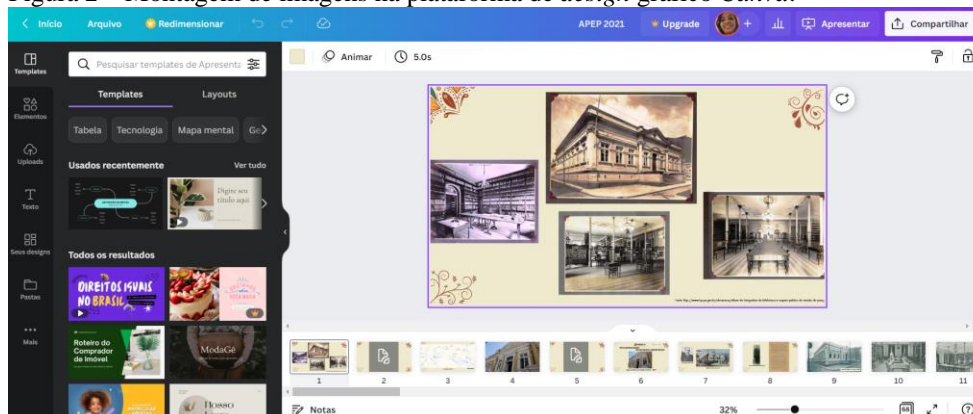 Figura 2 – Montagem de imagens na plataforma de design gráfico Canva.
Início Arquivo Redimensionar APEP 2021 Upgrade + Apresentar Compartilhar
Templates
Elementos
Uploads
Texto
Seus designs
Pastas
Mais
Pesquisar templates de Apresenta
Templates Layouts
Tabela Tecnologia Mapa mental Ge
Usados recentemente Ver tudo
Digite seu
título aqui
Todos os resultados
DIREITOS IGUAIS
NO BRASIL
Roteiro do
Comprador
de Imóvel
ModaGê
Nosso
Animar 5.0s
1 2 3 4 5 6 7 8 9 10 11
Notas 32% 68